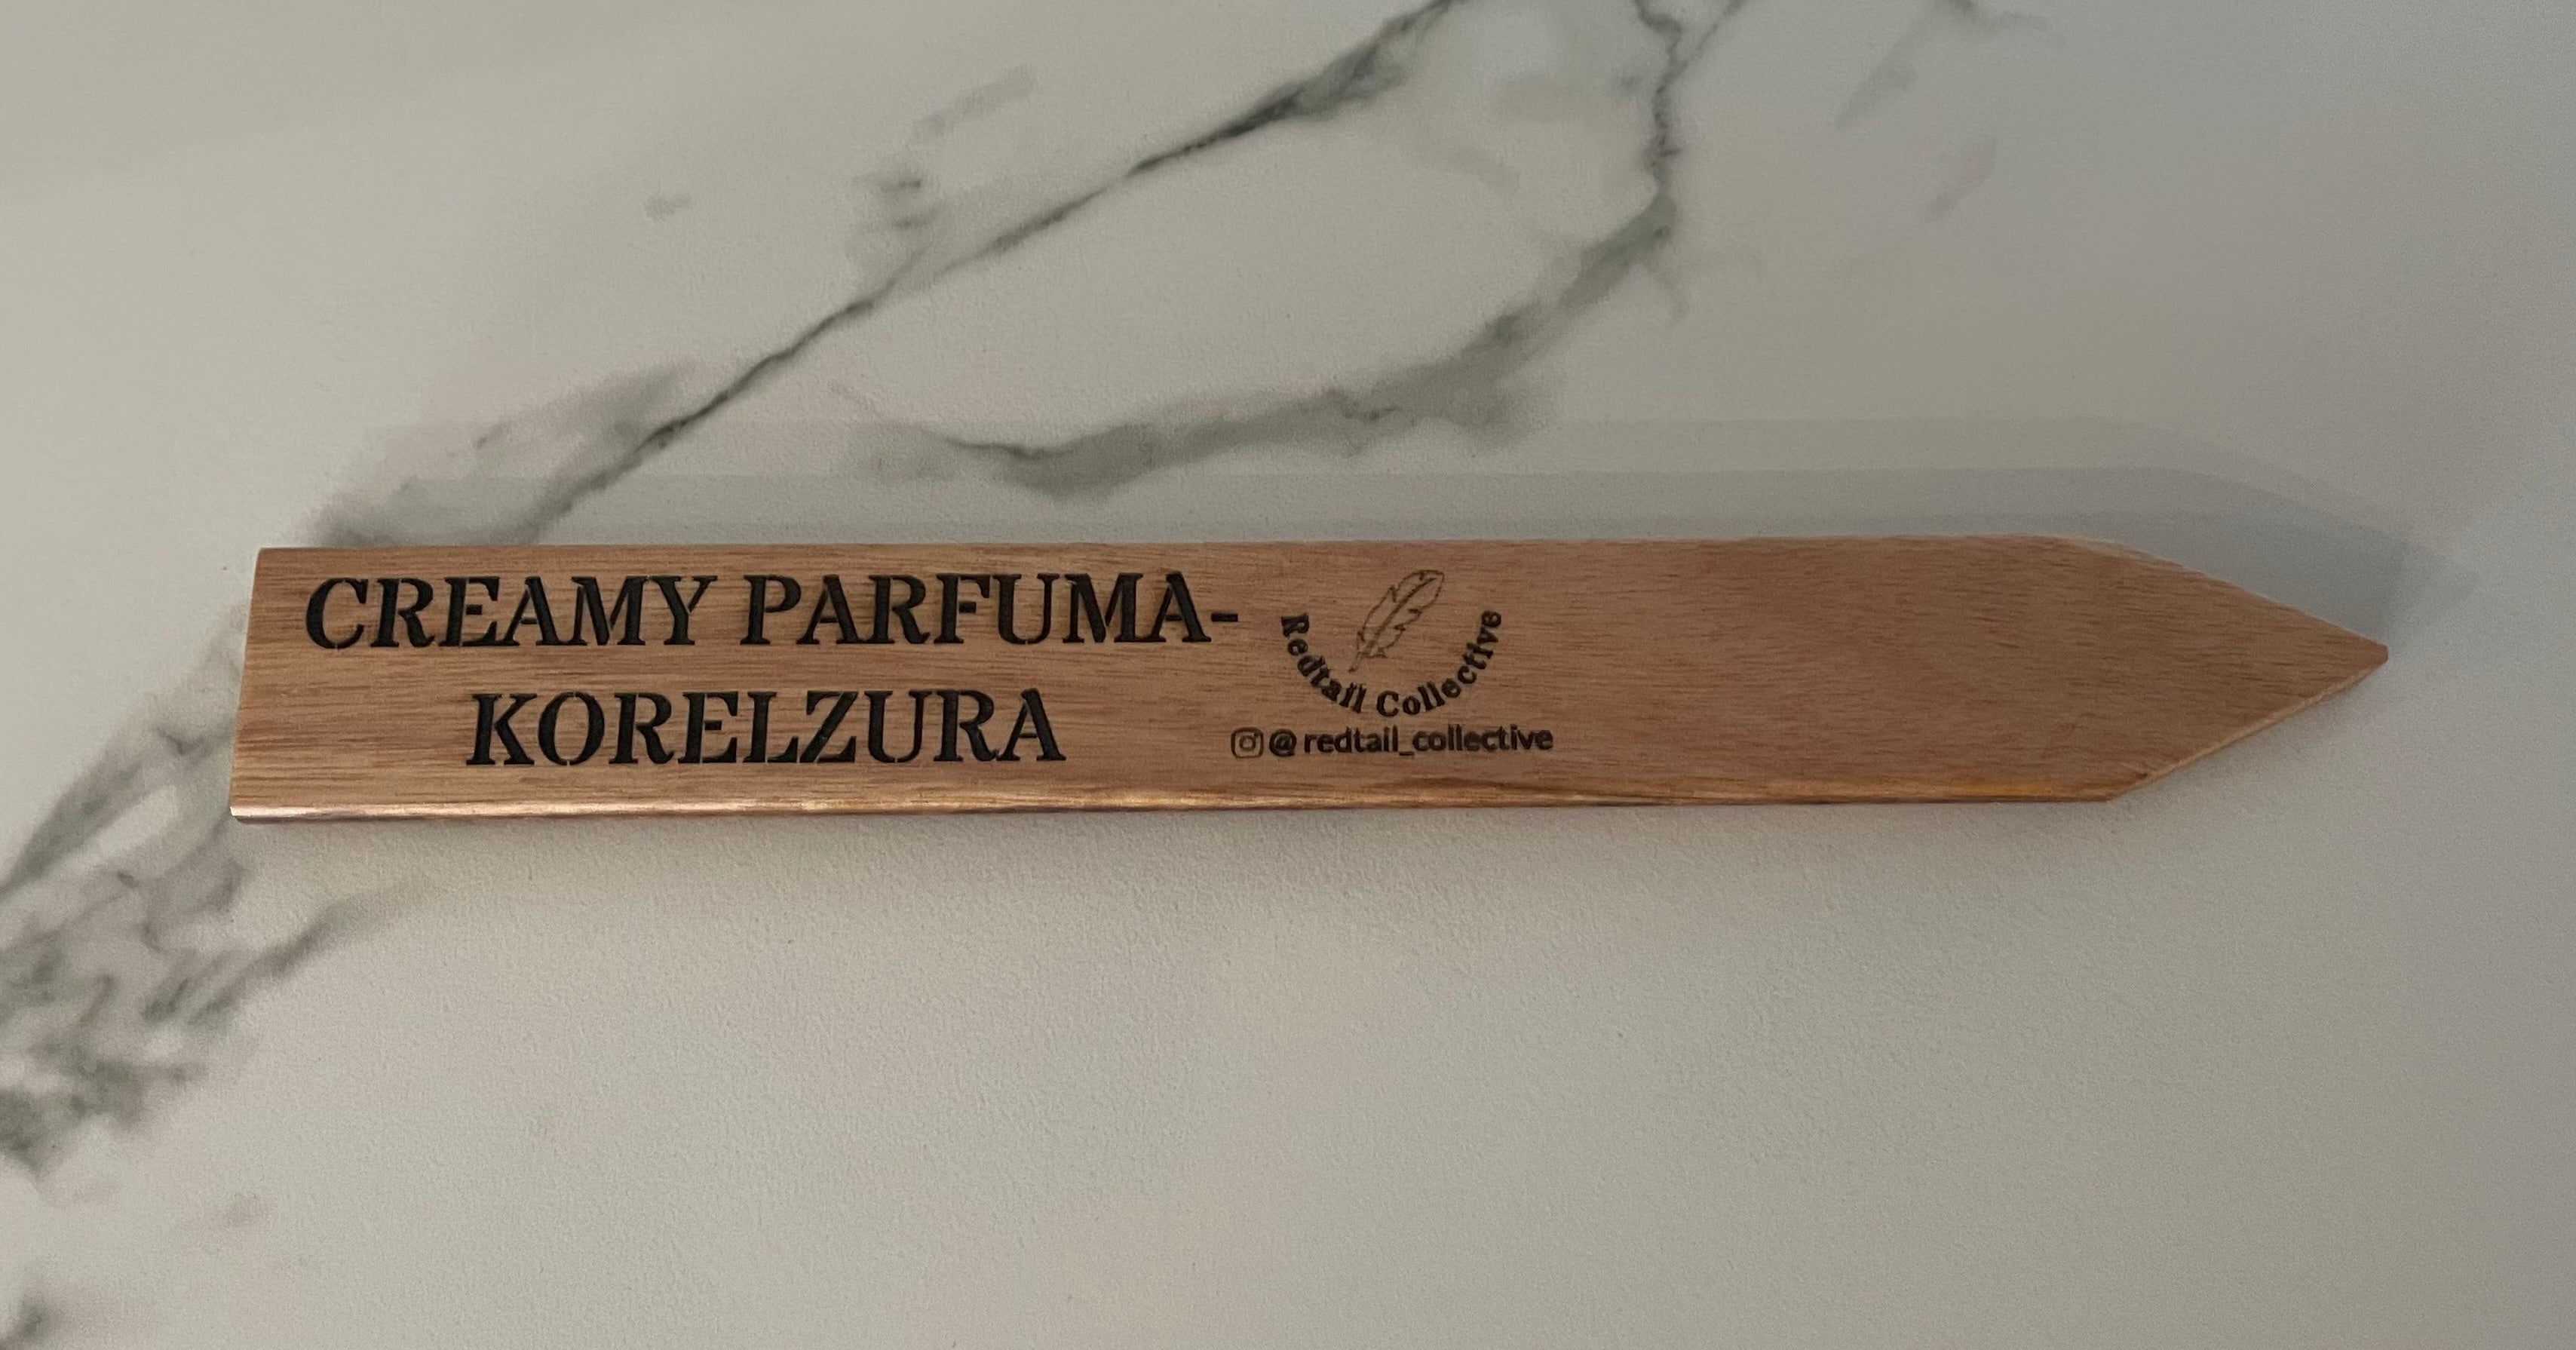 CREAMY PARFUMA-
KORELZURA
Redtail Collective
@redtail_collective